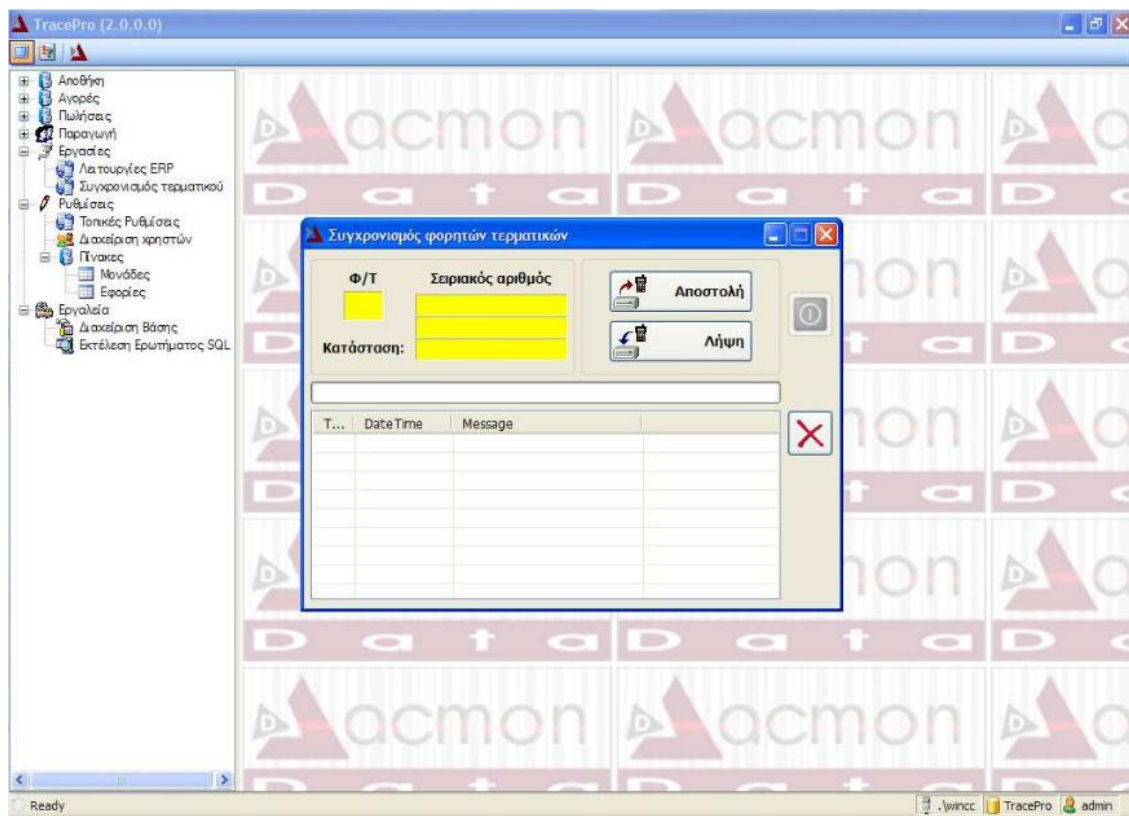 TracePro (2.0.0.0)
Αποθήκη
Αγορές
Πωλήσεις
Παραγωγή
Εργασίες
Λειτουργίες ERP
Συγχρονισμός τερματικού
Ρυθμίσεις
Τοπικές Ρυθμίσεις
Διαχείριση χρηστών
Πίνακες
Μονάδες
Εφορίες
Εργαλεία
Διαχείριση Βάσης
Εκτέλεση Ερωτήματος SQL
Συγχρονισμός φορητών τερματικών
Φ/Τ Σειριακός αριθμός
Κατάσταση:
Αποστολή
Λήψη
T... DateTime Message
acmon acmon
Data Data
Ready
.\wincc TracePro admin